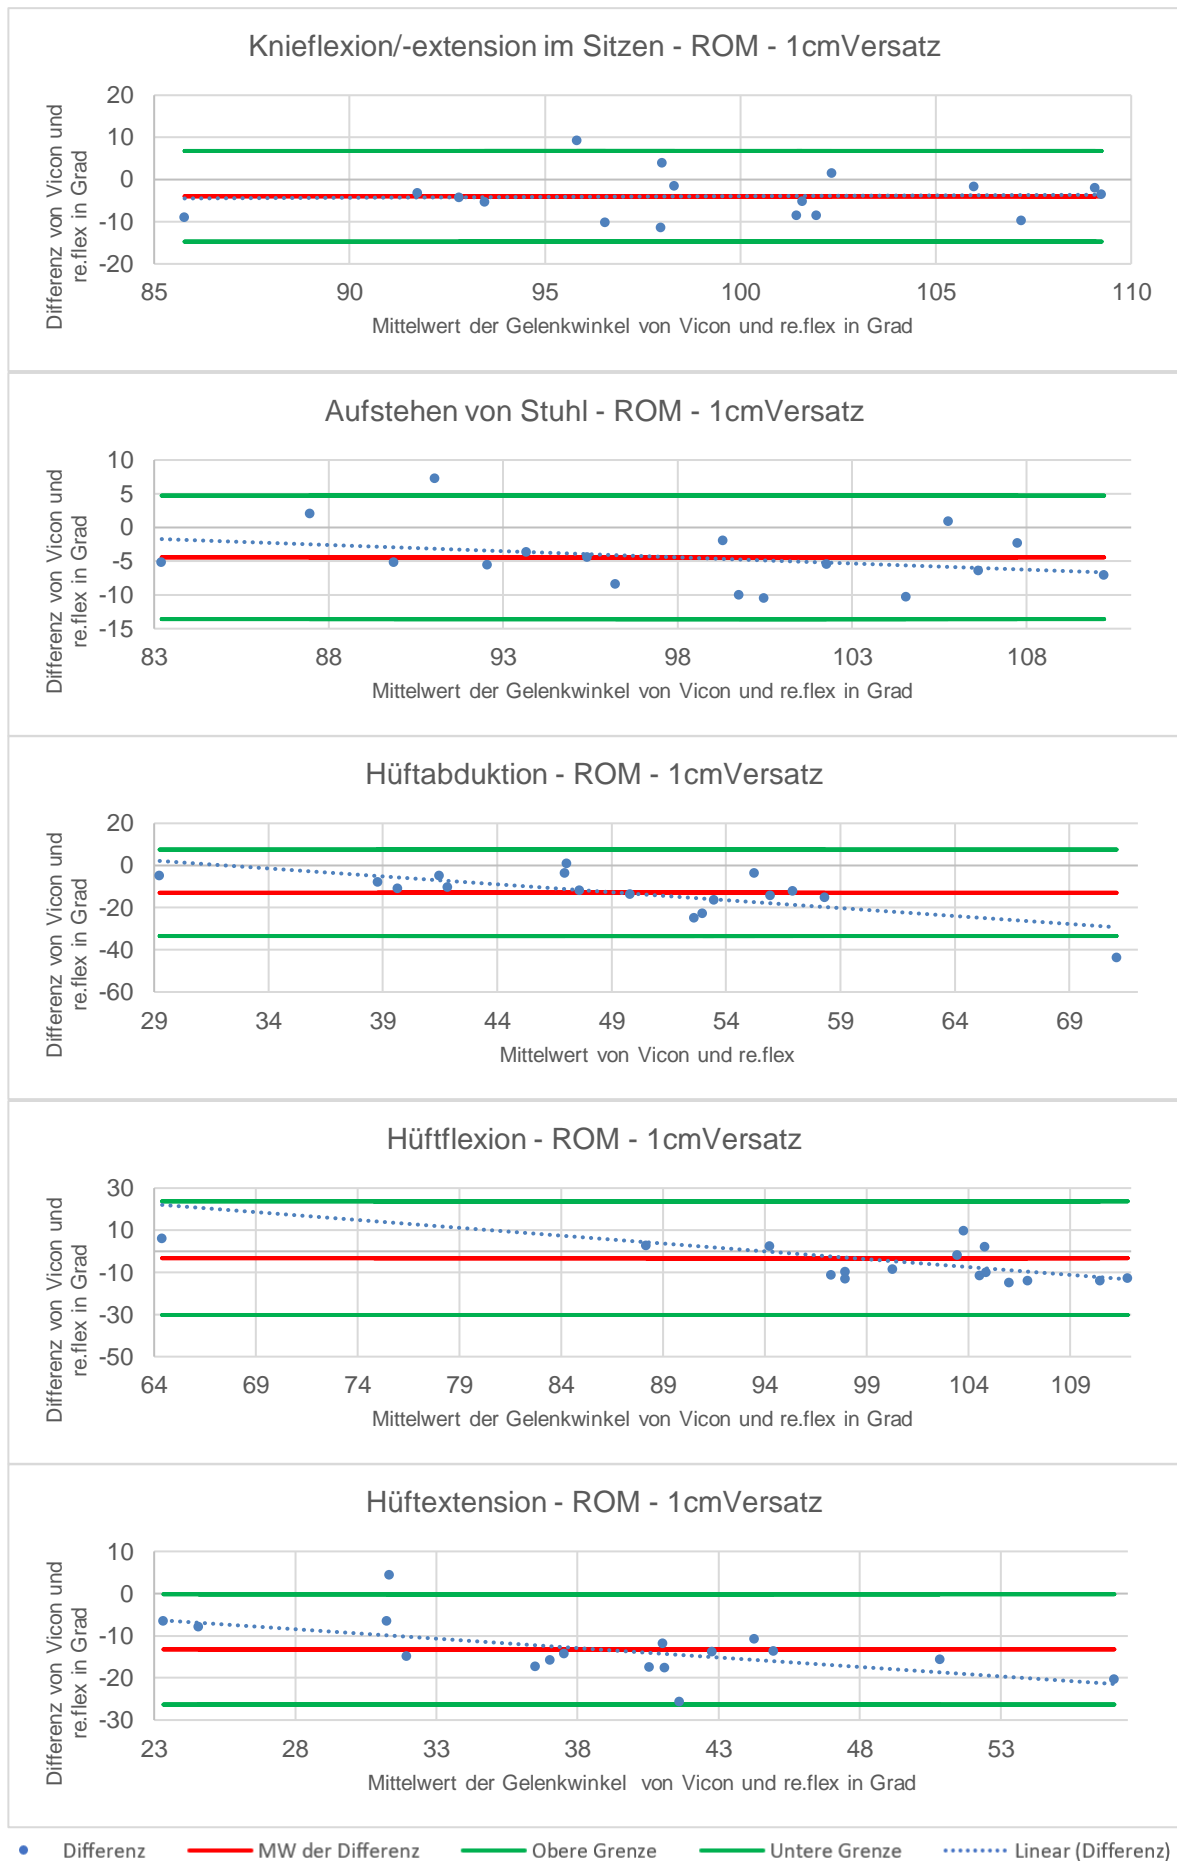 Knieflexion/-extension im Sitzen - ROM - 1cmVersatz
Differenz von Vicon und
re.flex in Grad
20
10
0
-10
-20
85 90 95 100 105 110
Mittelwert der Gelenkwinkel von Vicon und re.flex in Grad
Aufstehen von Stuhl - ROM - 1cmVersatz
Differenz von Vicon und
re.flex in Grad
10
5
0
-5
-10
-15
83 88 93 98 103 108
Mittelwert der Gelenkwinkel von Vicon und re.flex in Grad
Hüftabduktion - ROM - 1cmVersatz
Differenz von Vicon und
re.flex in Grad
20
0
-20
-40
-60
29 34 39 44 49 54 59 64 69
Mittelwert von Vicon und re.flex
Hüftflexion - ROM - 1cmVersatz
Differenz von Vicon und
re.flex in Grad
30
10
-10
-30
-50
64 69 74 79 84 89 94 99 104 109
Mittelwert der Gelenkwinkel von Vicon und re.flex in Grad
Hüftextension - ROM - 1cmVersatz
Differenz von Vicon und
re.flex in Grad
10
0
-10
-20
-30
23 28 33 38 43 48 53
Mittelwert der Gelenkwinkel von Vicon und re.flex in Grad
Differenz MW der Differenz Obere Grenze Untere Grenze Linear (Differenz)